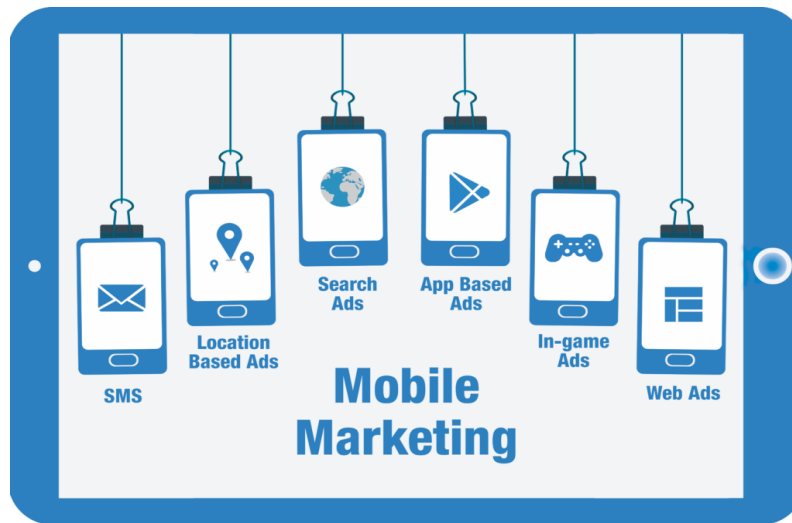 SMS
Location
Based Ads
Search
Ads
App Based
Ads
In-game
Ads
Web Ads
Mobile
Marketing